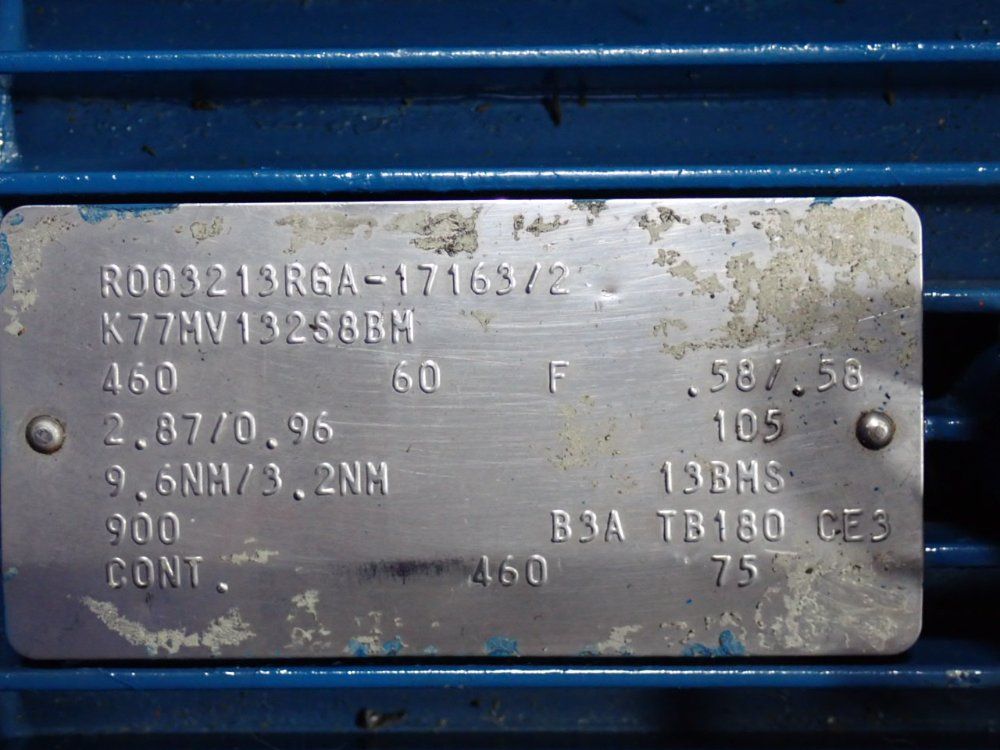 R003213RGA-17163/2
K77MV132S8BM
460 60 F .58/.58
2.87/0.96 105
9.6NM/3.2NM 13BMS
900 B3A TB180 CE3
CONT. 460 75